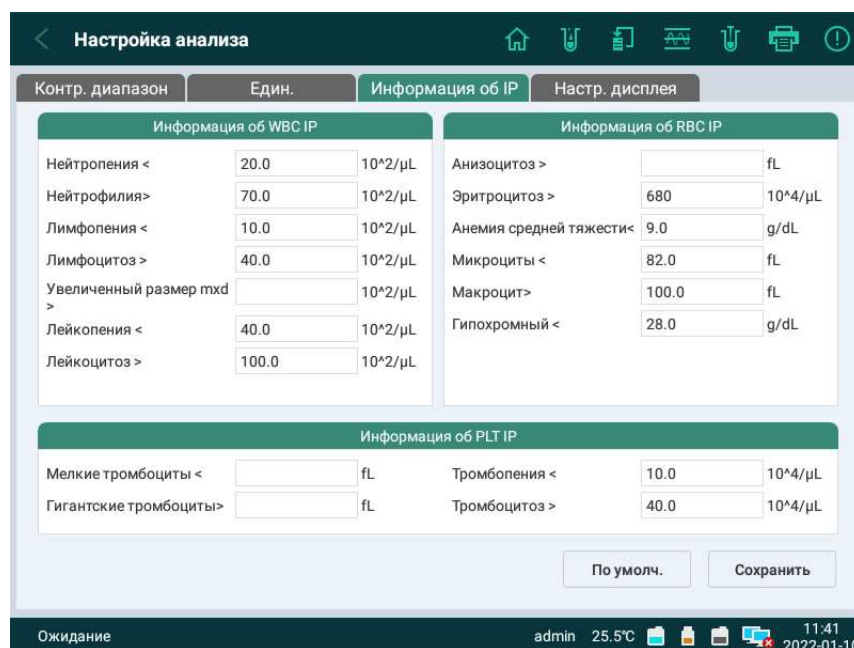 Настройка анализа
Контр. диапазон Един. Информация об IP Настр. дисплея
Информация об WBC IP
Нейтропения < 20.0 10^2/µL
Нейтрофилия> 70.0 10^2/µL
Лимфопения < 10.0 10^2/µL
Лимфоцитоз > 40.0 10^2/µL
Увеличенный размер mxd
> 10^2/µL
Лейкопения < 40.0 10^2/µL
Лейкоцитоз > 100.0 10^2/µL
Информация об RBC IP
Анизоцитоз > fL
Эритроцитоз > 680 10^4/µL
Анемия средней тяжести< 9.0 g/dL
Микроциты < 82.0 fL
Макроцит> 100.0 fL
Гипохромный < 28.0 g/dL
Информация об PLT IP
Мелкие тромбоциты < fL Тромбопения < 10.0 10^4/µL
Гигантские тромбоциты> fL Тромбоцитоз > 40.0 10^4/µL
По умолч. Сохранить
Ожидание admin 25.5℃ 11:41
2022-01-10